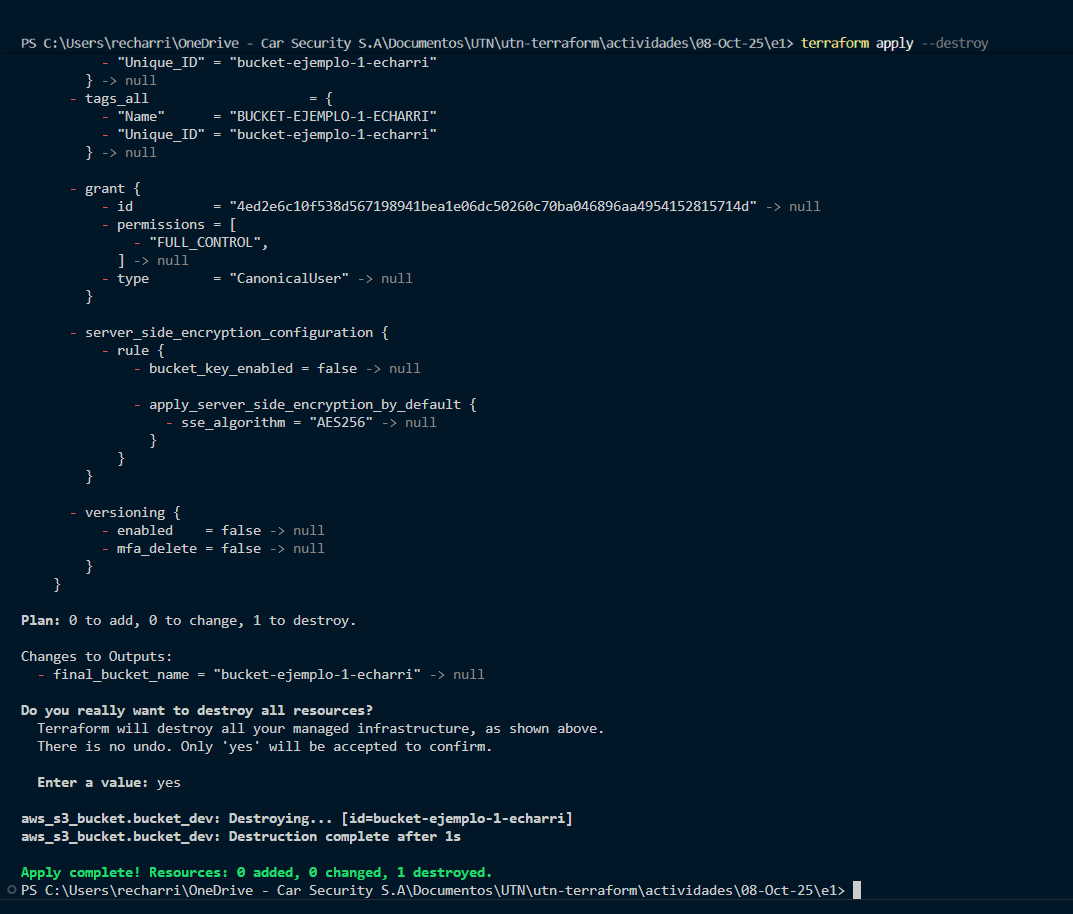 PS C:\Users\recharri\OneDrive - Car Security S.A\Documentos\UTN\utn-terraform\actividades\08-Oct-25\e1> terraform apply --destroy
          - "Unique_ID" = "bucket-ejemplo-1-echarri"
        } -> null
      - tags_all                    = {
          - "Name"      = "BUCKET-EJEMPLO-1-ECHARRI"
          - "Unique_ID" = "bucket-ejemplo-1-echarri"
        } -> null

      - grant {
          - id          = "4ed2e6c10f538d567198941bea1e06dc50260c70ba046896aa4954152815714d" -> null
          - permissions = [
              - "FULL_CONTROL",
            ] -> null
          - type        = "CanonicalUser" -> null
        }

      - server_side_encryption_configuration {
          - rule {
              - bucket_key_enabled = false -> null

              - apply_server_side_encryption_by_default {
                  - sse_algorithm = "AES256" -> null
                }
            }
        }

      - versioning {
          - enabled    = false -> null
          - mfa_delete = false -> null
        }
    }

Plan: 0 to add, 0 to change, 1 to destroy.

Changes to Outputs:
  - final_bucket_name = "bucket-ejemplo-1-echarri" -> null

Do you really want to destroy all resources?
  Terraform will destroy all your managed infrastructure, as shown above.
  There is no undo. Only 'yes' will be accepted to confirm.

  Enter a value: yes

aws_s3_bucket.bucket_dev: Destroying... [id=bucket-ejemplo-1-echarri]
aws_s3_bucket.bucket_dev: Destruction complete after 1s

Apply complete! Resources: 0 added, 0 changed, 1 destroyed.
PS C:\Users\recharri\OneDrive - Car Security S.A\Documentos\UTN\utn-terraform\actividades\08-Oct-25\e1>